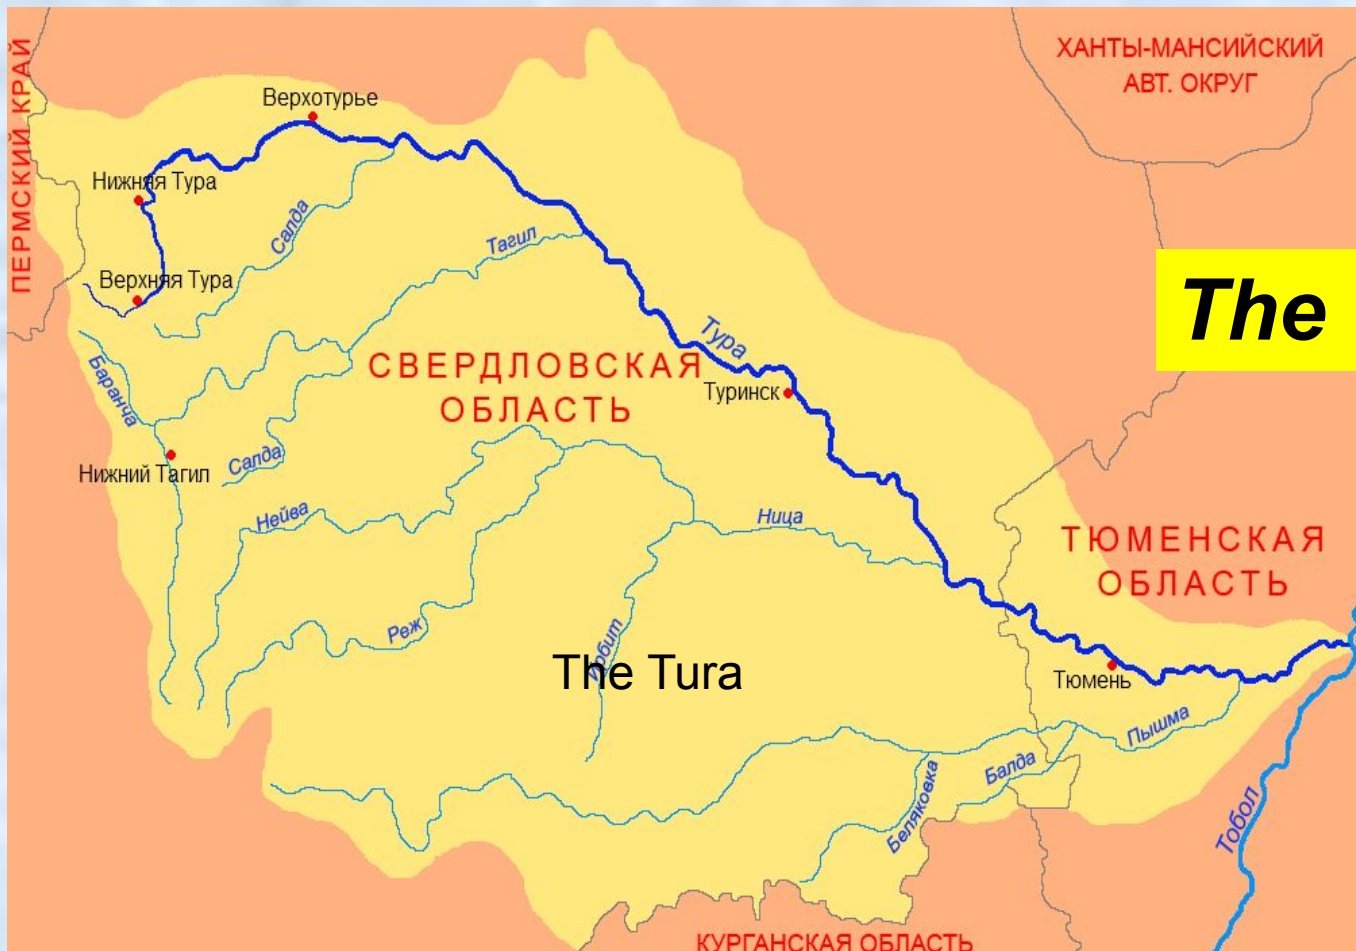 ХАНТЫ-МАНСИЙСКИЙ
АВТ. ОКРУГ
ПЕРМСКИЙ КРАЙ
Верхотурье
Нижняя Тура
Салда
Тагил
Верхняя Тура
The
Тура
Баранча
СВЕРДЛОВСКАЯ
ОБЛАСТЬ
Туринск
Салда
Нижний Тагил
Нейва
Ница
ТЮМЕНСКАЯ
ОБЛАСТЬ
Реж
Ирбит
The Tura
Тюмень
Пышма
Балда
Беляковка
Тобол
КУРГАНСКАЯ ОБЛАСТЬ